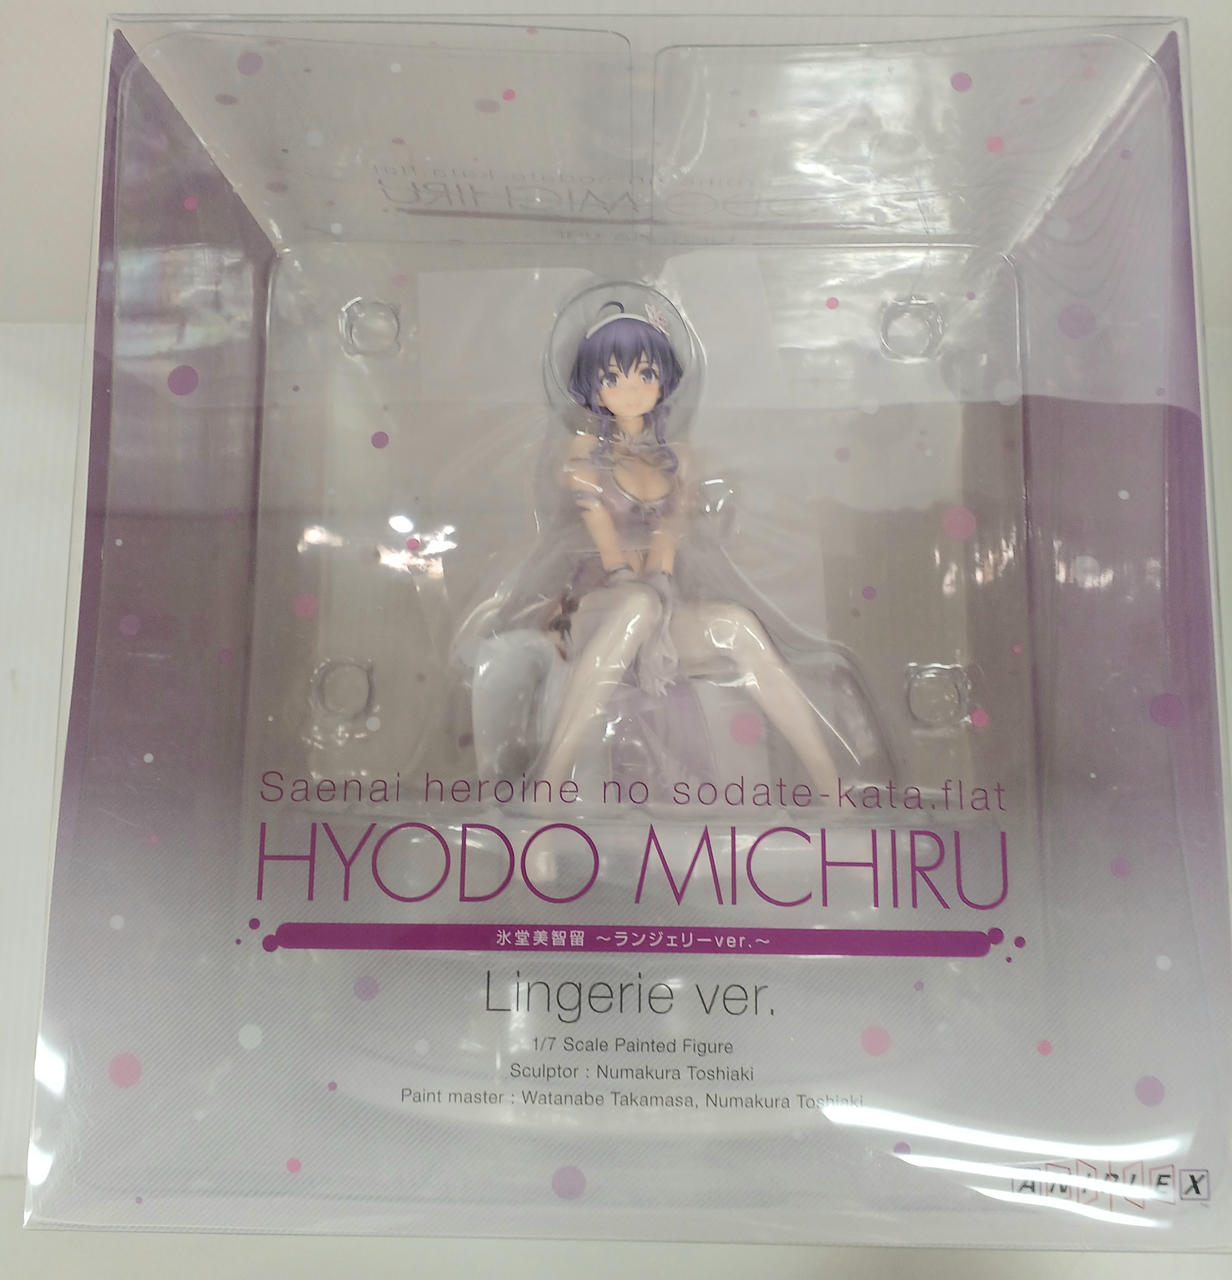 Saenai heroine no sodate-kata.flat
HYODO MICHIRU
氷堂美智留 ～ランジェリーver.～
Lingerie ver.
1/7 Scale Painted Figure
Sculptor : Numakura Toshiaki
Paint master : Watanabe Takamasa, Numakura Toshiaki
ANIPLEX